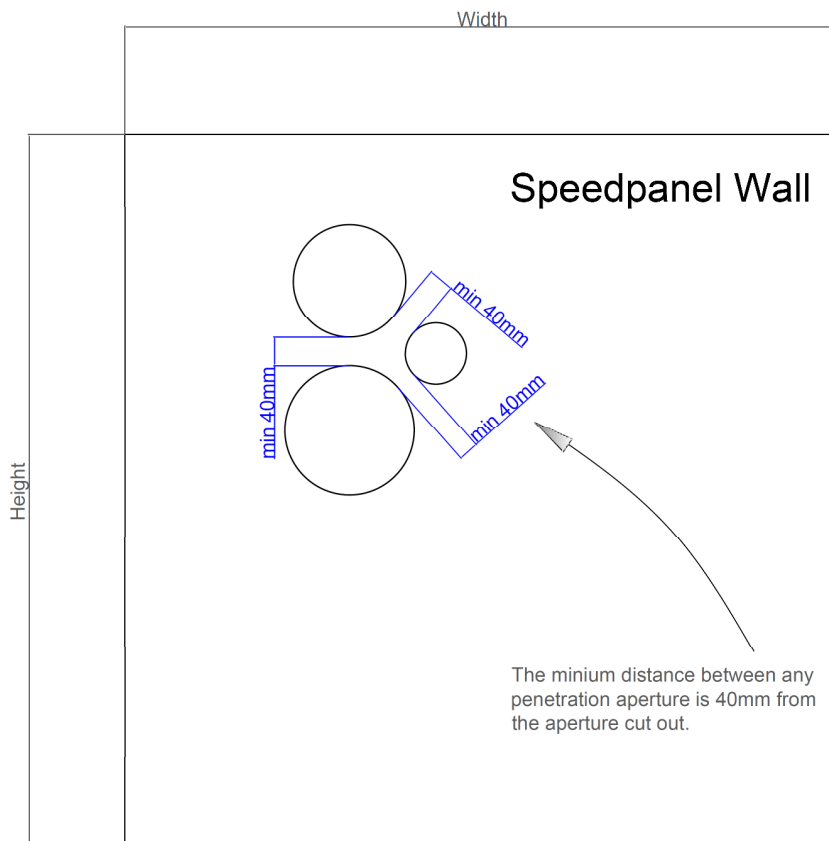 Width
Speedpanel Wall
min 40mm
min 40mm
min 40mm
Height
The minium distance between any
penetration aperture is 40mm from
the aperture cut out.